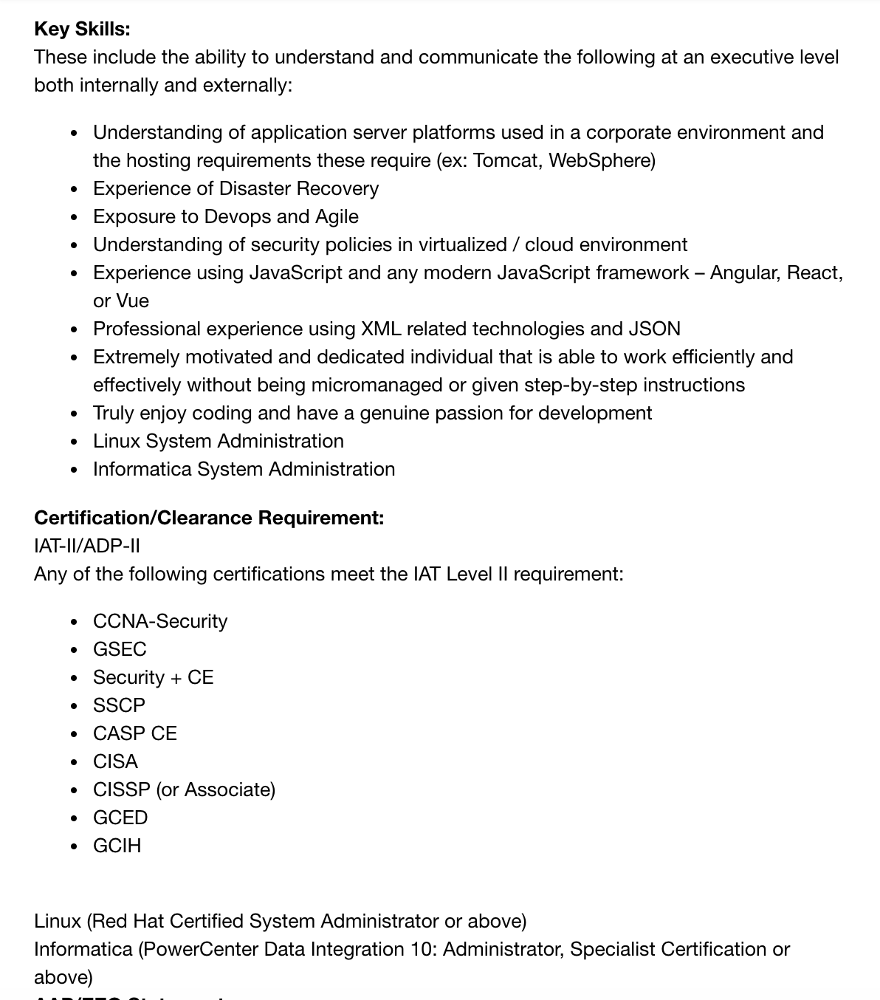 Key Skills:
These include the ability to understand and communicate the following at an executive level
both internally and externally:
• Understanding of application server platforms used in a corporate environment and
the hosting requirements these require (ex: Tomcat, WebSphere)
• Experience of Disaster Recovery
• Exposure to Devops and Agile
• Understanding of security policies in virtualized / cloud environment
• Experience using JavaScript and any modern JavaScript framework – Angular, React,
or Vue
• Professional experience using XML related technologies and JSON
• Extremely motivated and dedicated individual that is able to work efficiently and
effectively without being micromanaged or given step-by-step instructions
• Truly enjoy coding and have a genuine passion for development
• Linux System Administration
• Informatica System Administration
Certification/Clearance Requirement:
IAT-II/ADP-II
Any of the following certifications meet the IAT Level II requirement:
• CCNA-Security
• GSEC
• Security + CE
• SSCP
• CASP CE
• CISA
• CISSP (or Associate)
• GCED
• GCIH
Linux (Red Hat Certified System Administrator or above)
Informatica (PowerCenter Data Integration 10: Administrator, Specialist Certification or
above)